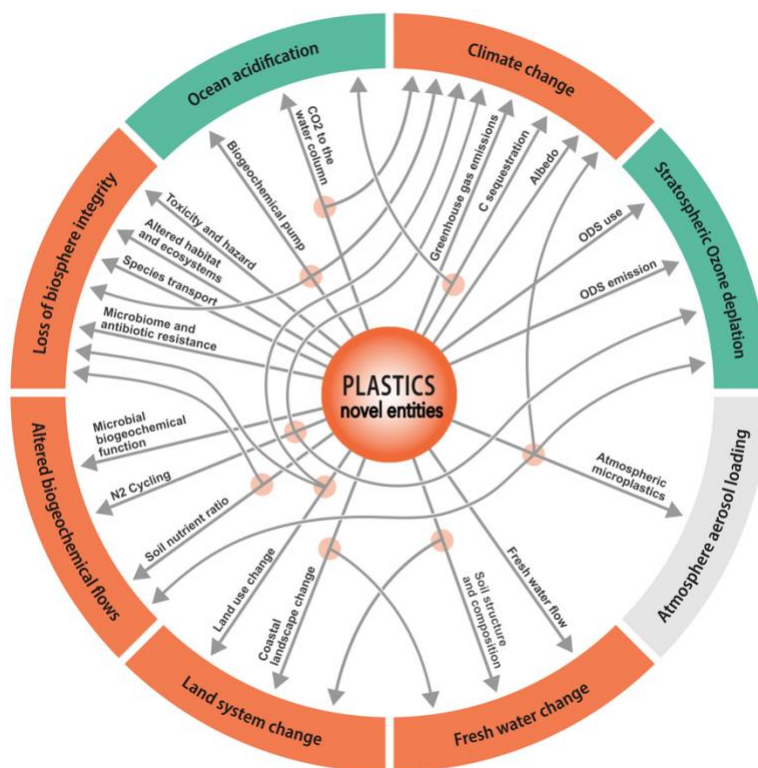 Ocean acidification
Climate change
Stratospheric Ozone deplation
Atmosphere aerosol loading
Fresh water change
Land system change
Altered biogeochemical flows
Loss of biosphere integrity
CO2 to the
water column
Biogeochemical pump
Toxicity and hazard
Altered habitat
and ecosystems
Species transport
Microbiome and
antibiotic resistance
Greenhouse gas emissions
C sequestration
Albedo
ODS use
ODS emission
PLASTICS
novel entities
Microbial
biogeochemical
function
N2 Cycling
Soil nutrient ratio
Land use change
Coastal
landscape change
Soil structure
and composition
Fresh water flow
Atmospheric
microplastics